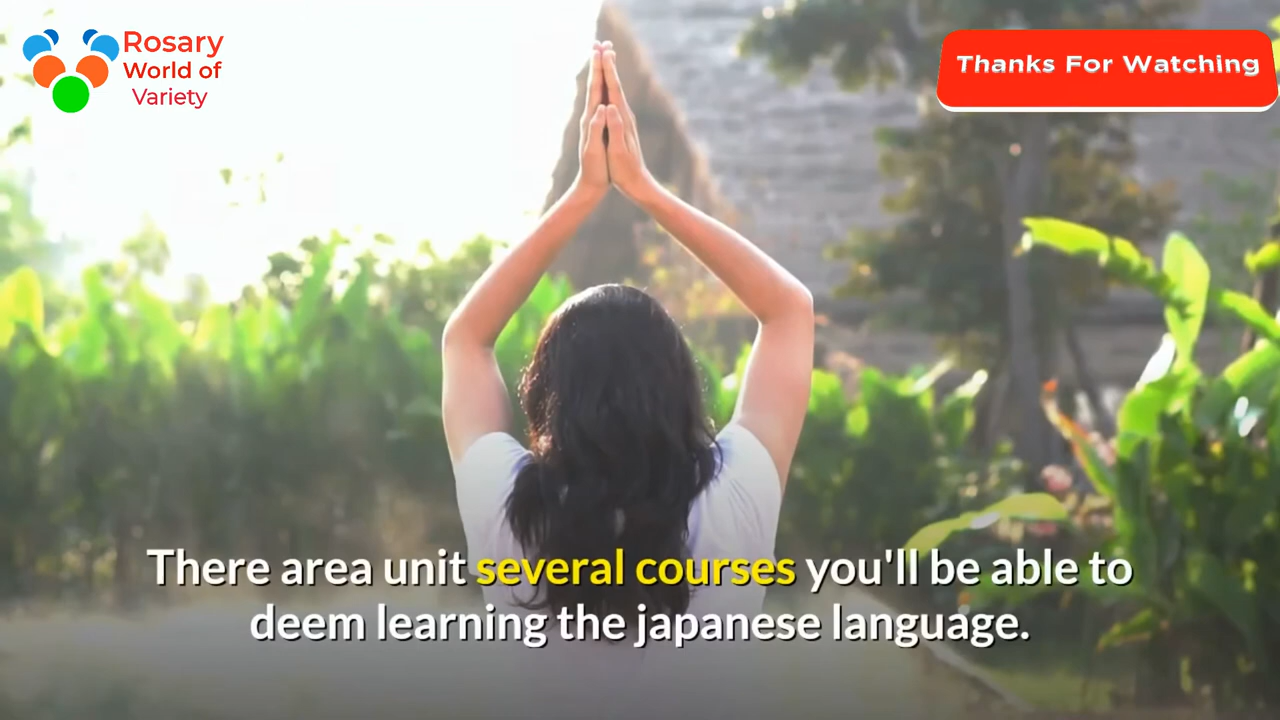 Rosary
World of
Variety
Thanks For Watching
There area unit several courses you'll be able to
deem learning the japanese language.